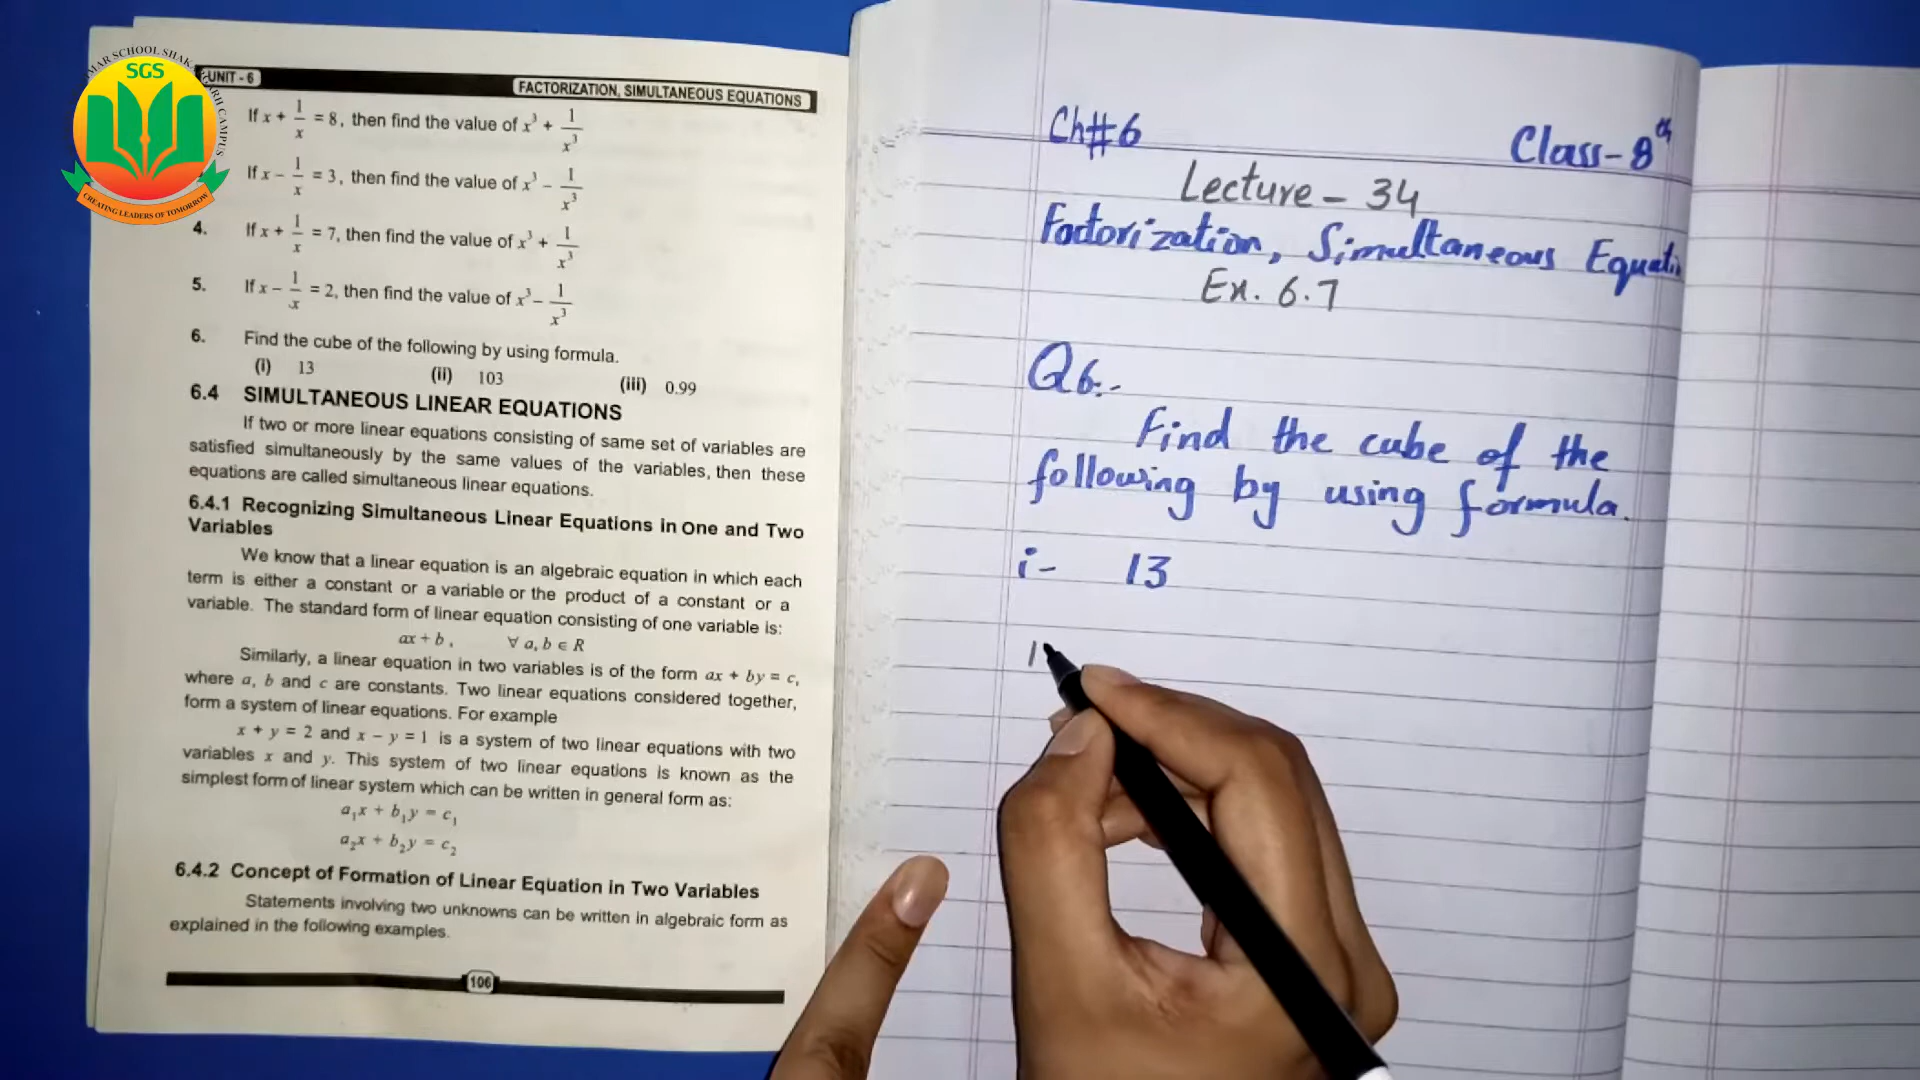 SGS
CREATING LEADERS OF TOMORROW
UNIT - 6
FACTORIZATION, SIMULTANEOUS EQUATIONS
If x + 1/x = 8, then find the value of x³ + 1/x³
If x − 1/x = 3, then find the value of x³ − 1/x³
4. If x + 1/x = 7, then find the value of x³ + 1/x³
5. If x − 1/x = 2, then find the value of x³ − 1/x³
6. Find the cube of the following by using formula.
(i) 13 (ii) 103 (iii) 0.99
6.4 SIMULTANEOUS LINEAR EQUATIONS
If two or more linear equations consisting of same set of variables are
satisfied simultaneously by the same values of the variables, then these
equations are called simultaneous linear equations.
6.4.1 Recognizing Simultaneous Linear Equations in One and Two
Variables
We know that a linear equation is an algebraic equation in which each
term is either a constant or a variable or the product of a constant or a
variable. The standard form of linear equation consisting of one variable is:
ax + b , ∀ a, b ∈ R
Similarly, a linear equation in two variables is of the form ax + by = c,
where a, b and c are constants. Two linear equations considered together,
form a system of linear equations. For example
x + y = 2 and x − y = 1 is a system of two linear equations with two
variables x and y. This system of two linear equations is known as the
simplest form of linear system which can be written in general form as:
a₁x + b₁y = c₁
a₂x + b₂y = c₂
6.4.2 Concept of Formation of Linear Equation in Two Variables
Statements involving two unknowns can be written in algebraic form as
explained in the following examples.
106
Ch#6 Class-8th
Lecture - 34
Factorization, Simultaneous Equati
Ex. 6.7
Q6:-
Find the cube of the
following by using formula.
i- 13
1